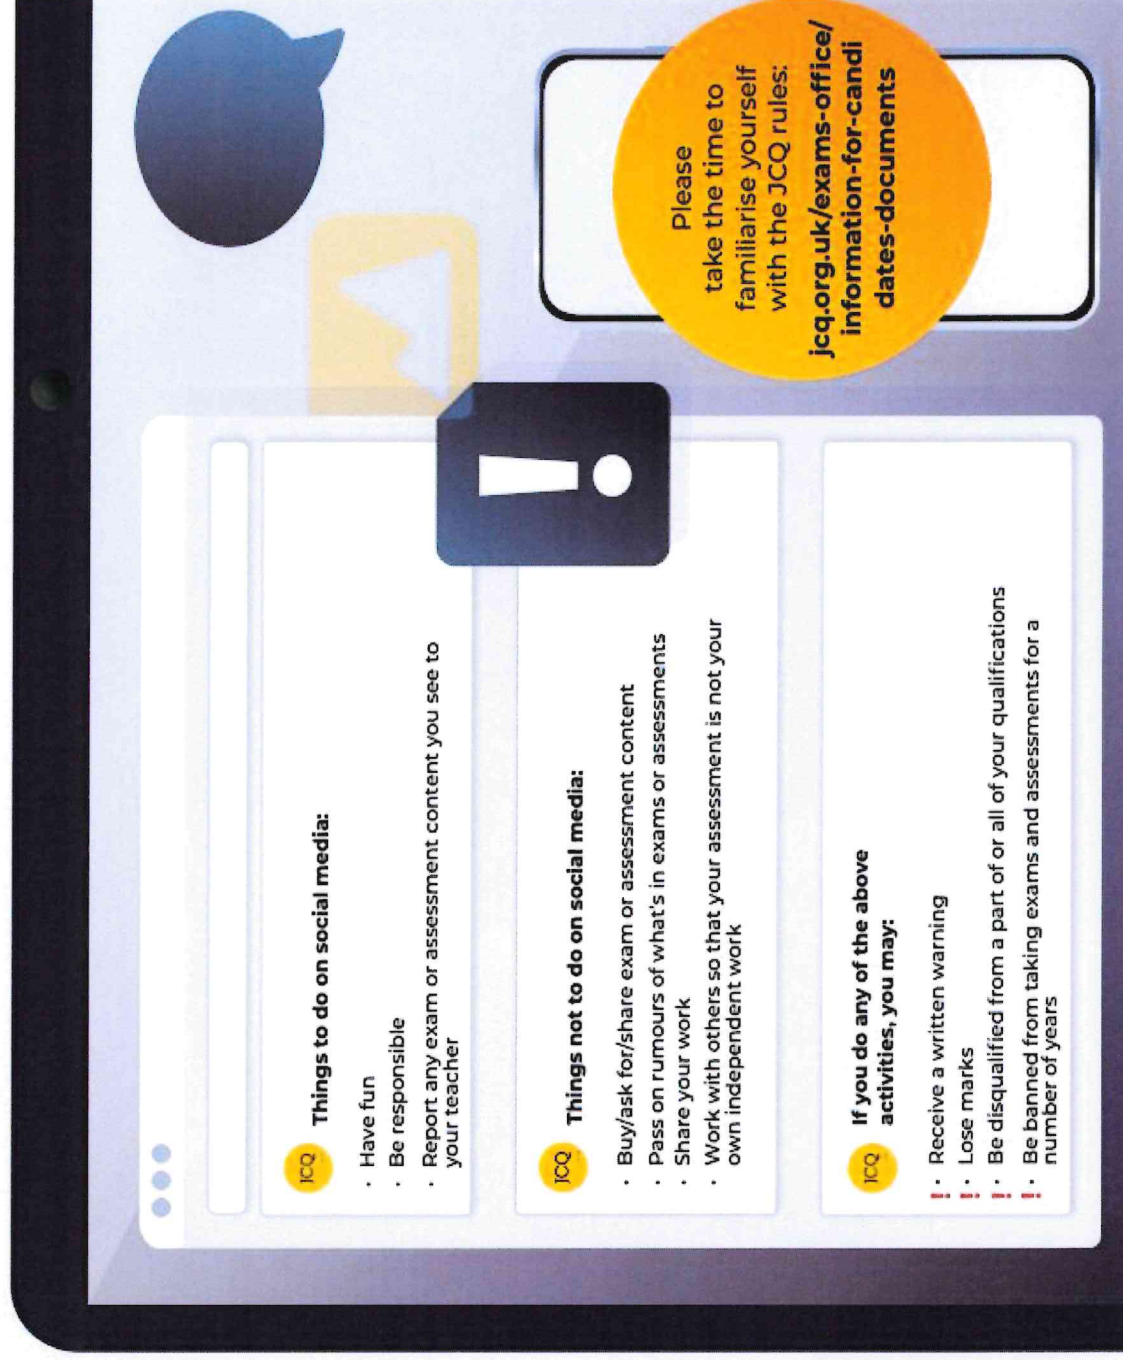 JCQ
Things to do on social media:
· Have fun
· Be responsible
· Report any exam or assessment content you see to
your teacher
JCQ
Things not to do on social media:
· Buy/ask for/share exam or assessment content
· Pass on rumours of what's in exams or assessments
· Share your work
· Work with others so that your assessment is not your
own independent work
JCQ
If you do any of the above
activities, you may:
! · Receive a written warning
! · Lose marks
! · Be disqualified from a part of or all of your qualifications
! · Be banned from taking exams and assessments for a
number of years
!
Please
take the time to
familiarise yourself
with the JCQ rules:
jcq.org.uk/exams-office/
information-for-candi
dates-documents